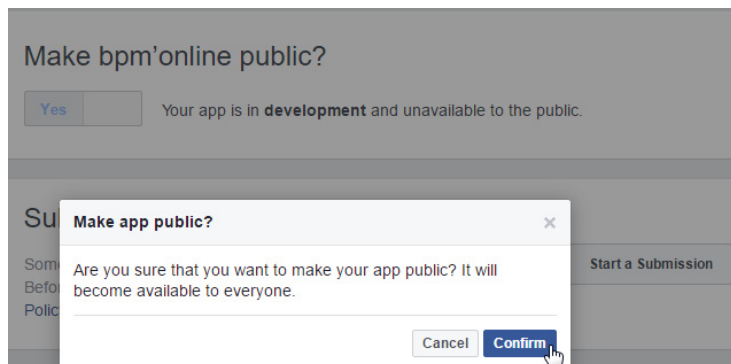 Make bpm'online public?
Yes
Your app is in development and unavailable to the public.
Make app public?
×
Are you sure that you want to make your app public? It will
become available to everyone.
Start a Submission
Cancel
Confirm